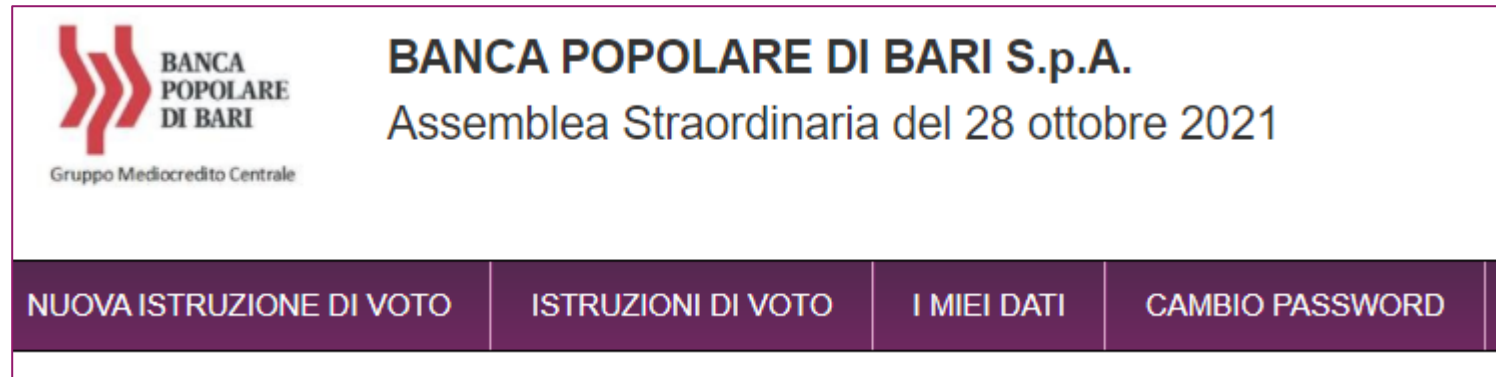 BANCA
POPOLARE
DI BARI
Gruppo Mediocredito Centrale
BANCA POPOLARE DI BARI S.p.A.
Assemblea Straordinaria del 28 ottobre 2021
NUOVA ISTRUZIONE DI VOTO ISTRUZIONI DI VOTO I MIEI DATI CAMBIO PASSWORD